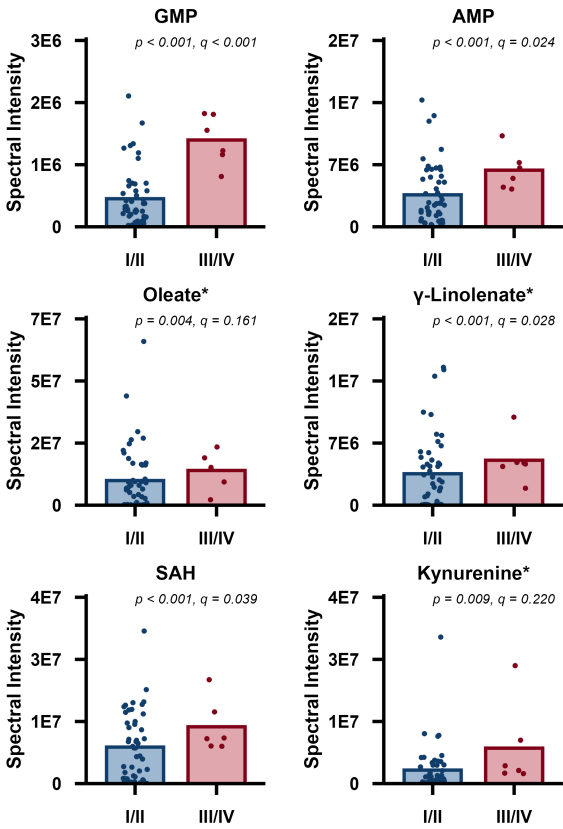 GMP
p < 0.001, q < 0.001
Spectral Intensity
3E6
2E6
1E6
0
I/II
III/IV
AMP
p < 0.001, q = 0.024
Spectral Intensity
2E7
1E7
7E6
0
I/II
III/IV
Oleate*
p = 0.004, q = 0.161
Spectral Intensity
7E7
5E7
2E7
0
I/II
III/IV
γ-Linolenate*
p < 0.001, q = 0.028
Spectral Intensity
2E7
1E7
7E6
0
I/II
III/IV
SAH
p < 0.001, q = 0.039
Spectral Intensity
4E7
3E7
1E7
0
I/II
III/IV
Kynurenine*
p = 0.009, q = 0.220
Spectral Intensity
4E7
3E7
1E7
0
I/II
III/IV